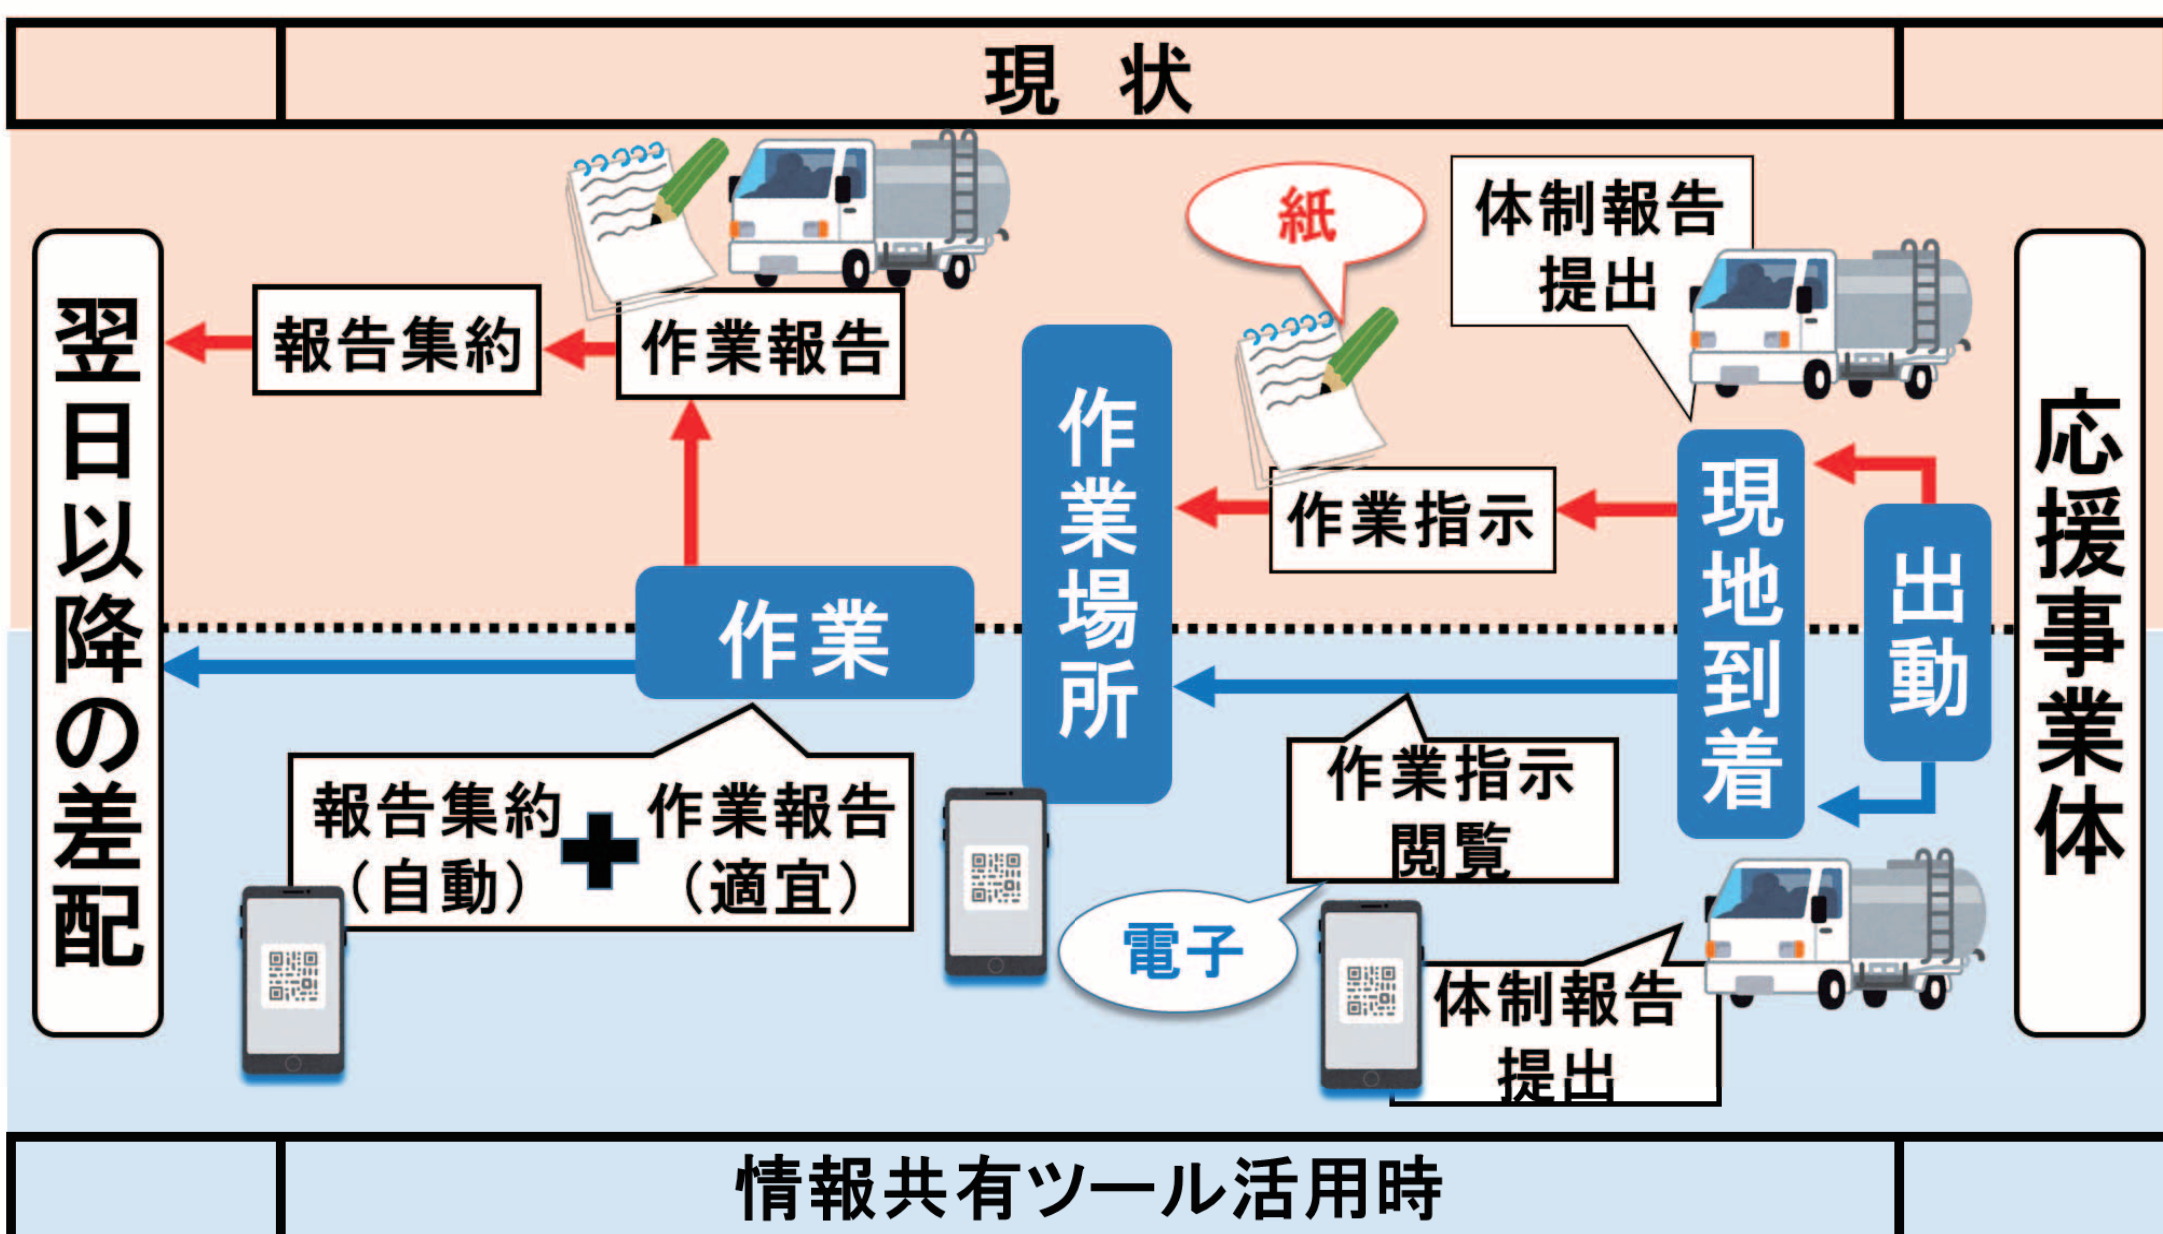 現 状
紙
体制報告
提出
報告集約
作業報告
作業指示
翌日以降の差配
作業
作業場所
現地到着
出動
応援事業体
報告集約
（自動）
作業報告
（適宜）
作業指示
閲覧
電子
体制報告
提出
情報共有ツール活用時